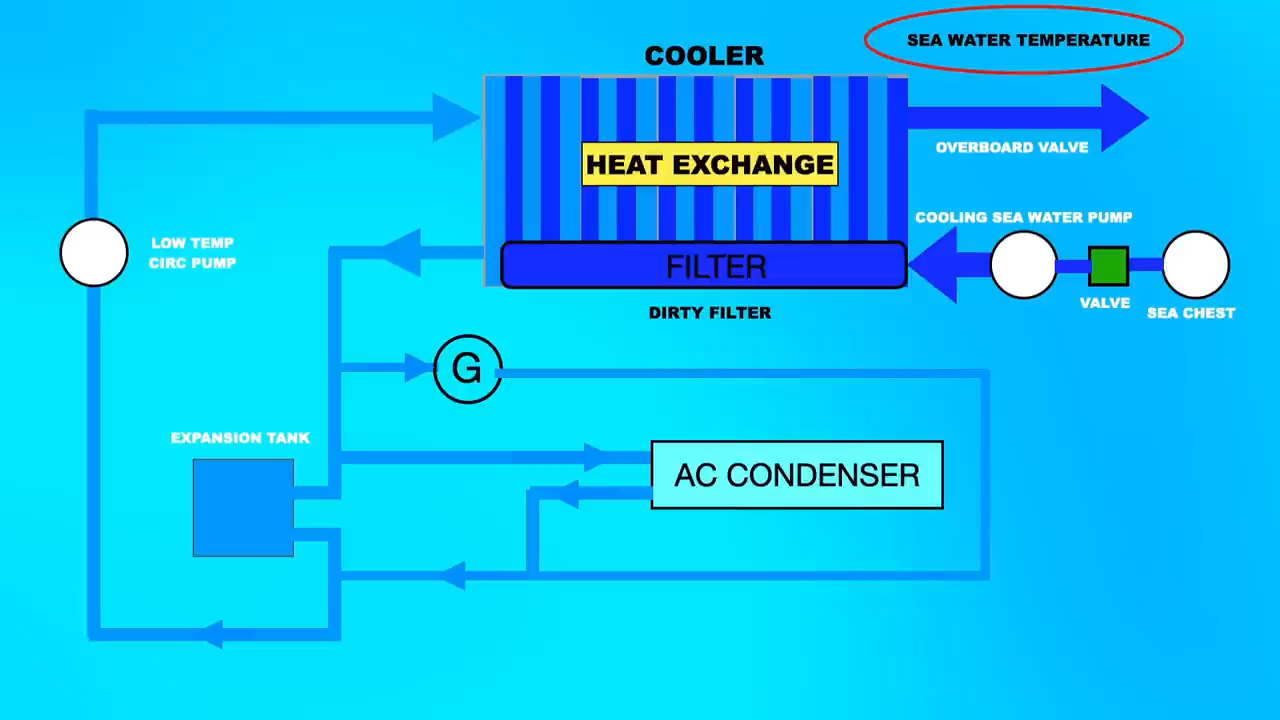 SEA WATER TEMPERATURE
COOLER
HEAT EXCHANGE
OVERBOARD VALVE
COOLING SEA WATER PUMP
LOW TEMP
CIRC PUMP
FILTER
VALVE
SEA CHEST
DIRTY FILTER
G
EXPANSION TANK
AC CONDENSER